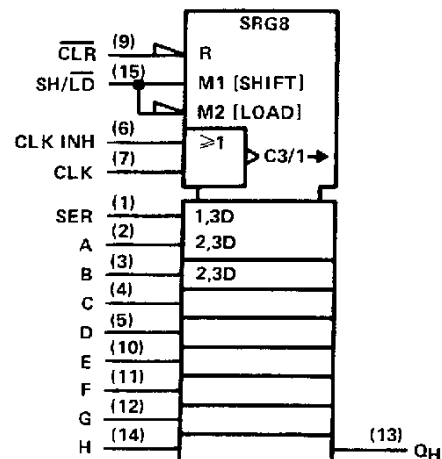 SRG8
CLR (9) R
SH/LD (15) M1 [SHIFT]
M2 [LOAD]
CLK INH (6) ≥1
C3/1→
CLK (7)
SER (1) 1,3D
A (2) 2,3D
B (3) 2,3D
C (4)
D (5)
E (10)
F (11)
G (12)
H (14) (13) QH